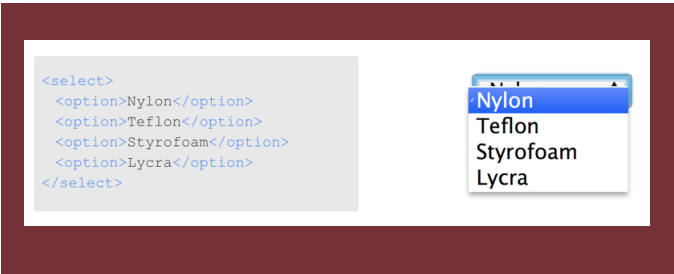 <select>
<option>Nylon</option>
<option>Teflon</option>
<option>Styrofoam</option>
<option>Lycra</option>
</select>
Nylon
Teflon
Styrofoam
Lycra